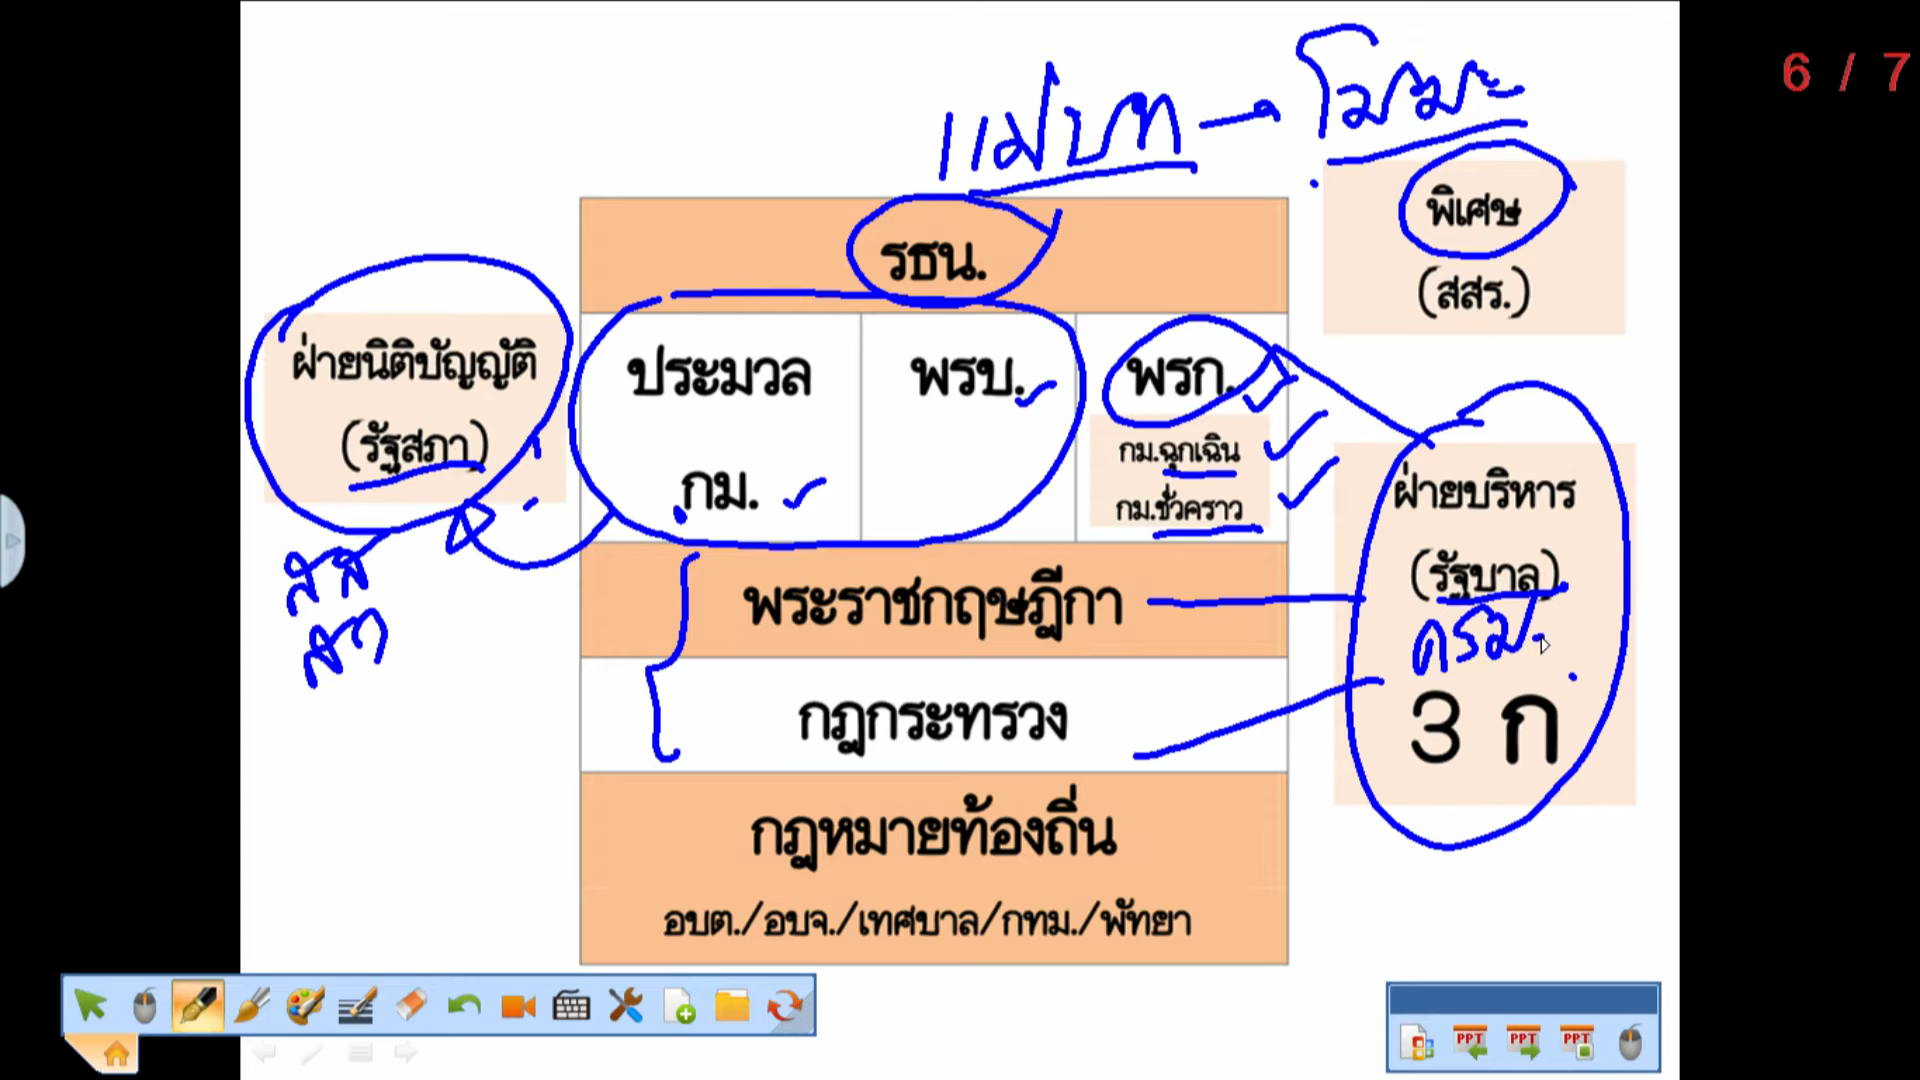 6 / 7
แม่บท → โมฆะ
พิเศษ
(สสร.)
รธน.
ฝ่ายนิติบัญญัติ
(รัฐสภา)
สส
สว
ประมวล
กม.
พรบ.
พรก.
กม.ฉุกเฉิน
กม.ชั่วคราว
ฝ่ายบริหาร
(รัฐบาล)
ครม.
3 ก
พระราชกฤษฎีกา
กฎกระทรวง
กฎหมายท้องถิ่น
อบต./อบจ./เทศบาล/กทม./พัทยา
PPT
PPT
PPT